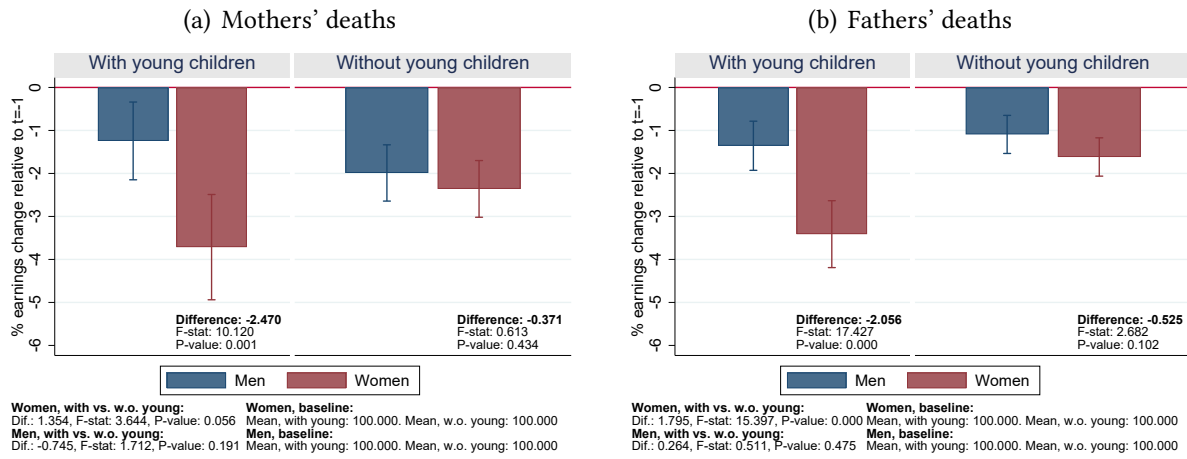 (a) Mothers' deaths
With young children
Without young children
% earnings change relative to t=-1
0
-1
-2
-3
-4
-5
-6
Difference: -2.470
F-stat: 10.120
P-value: 0.001
Difference: -0.371
F-stat: 0.613
P-value: 0.434
Men
Women
Women, with vs. w.o. young:
Dif.: 1.354, F-stat: 3.644, P-value: 0.056
Men, with vs. w.o. young:
Dif.: -0.745, F-stat: 1.712, P-value: 0.191
Women, baseline:
Mean, with young: 100.000. Mean, w.o. young: 100.000
Men, baseline:
Mean, with young: 100.000. Mean, w.o. young: 100.000
(b) Fathers' deaths
With young children
Without young children
% earnings change relative to t=-1
0
-1
-2
-3
-4
-5
-6
Difference: -2.056
F-stat: 17.427
P-value: 0.000
Difference: -0.525
F-stat: 2.682
P-value: 0.102
Men
Women
Women, with vs. w.o. young:
Dif.: 1.795, F-stat: 15.397, P-value: 0.000
Men, with vs. w.o. young:
Dif.: 0.264, F-stat: 0.511, P-value: 0.475
Women, baseline:
Mean, with young: 100.000. Mean, w.o. young: 100.000
Men, baseline:
Mean, with young: 100.000. Mean, w.o. young: 100.000